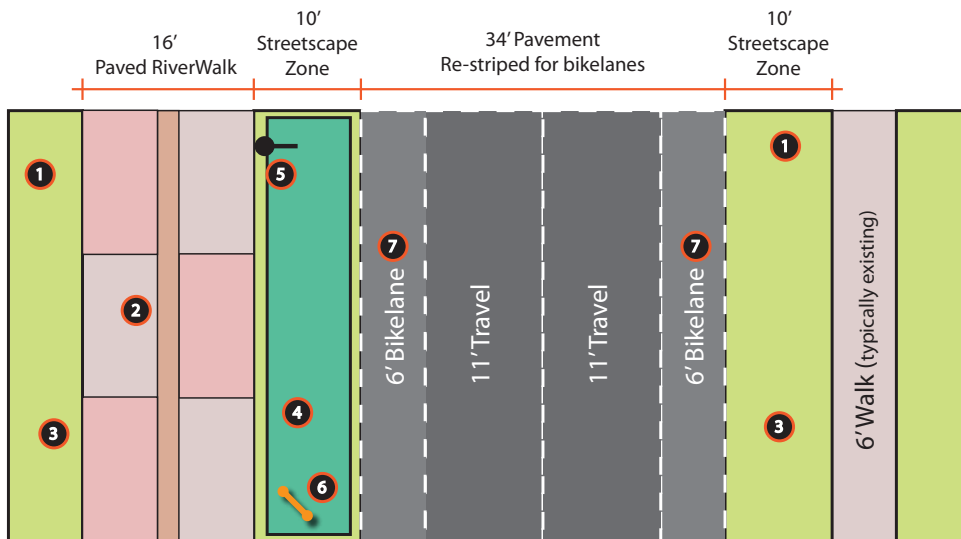 16’
Paved RiverWalk
10’
Streetscape
Zone
34’ Pavement
Re-striped for bikelanes
10’
Streetscape
Zone
1
5
2
3
4
6
7
6’ Bikelane
11’ Travel
11’ Travel
7
6’ Bikelane
1
3
6’ Walk (typically existing)